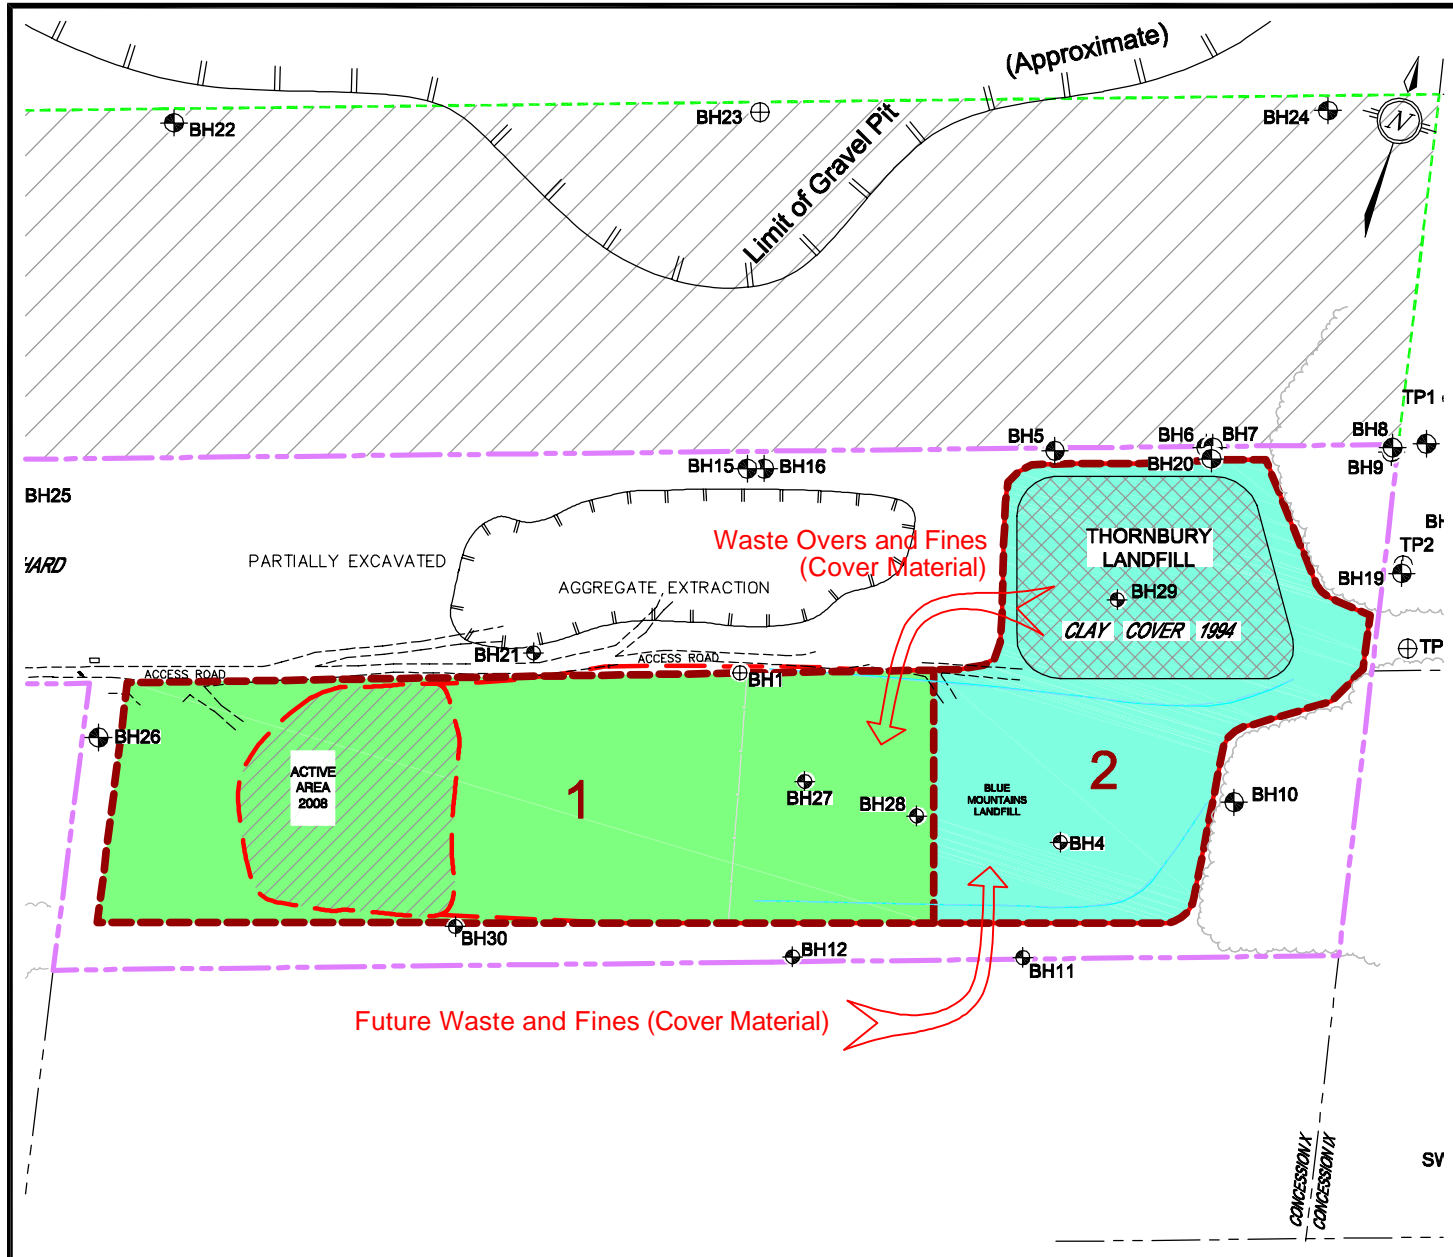 (Approximate)
BH22
BH23
BH24
N
Limit of Gravel Pit
TP1
BH5
BH6
BH7
BH8
BH15
BH16
BH20
BH9
BH25
Waste Overs and Fines
(Cover Material)
THORNBURY
LANDFILL
BH
TP2
PARTIALLY EXCAVATED
BH19
AGGREGATE EXTRACTION
BH29
CLAY COVER 1994
BH21
ACCESS ROAD
TP
ACCESS ROAD
BH1
BH26
ACTIVE
AREA
2008
1
BH27
BH28
2
BLUE
MOUNTAINS
LANDFILL
BH10
BH4
BH30
BH12
BH11
Future Waste and Fines (Cover Material)
CONCESSION X
CONCESSION IX